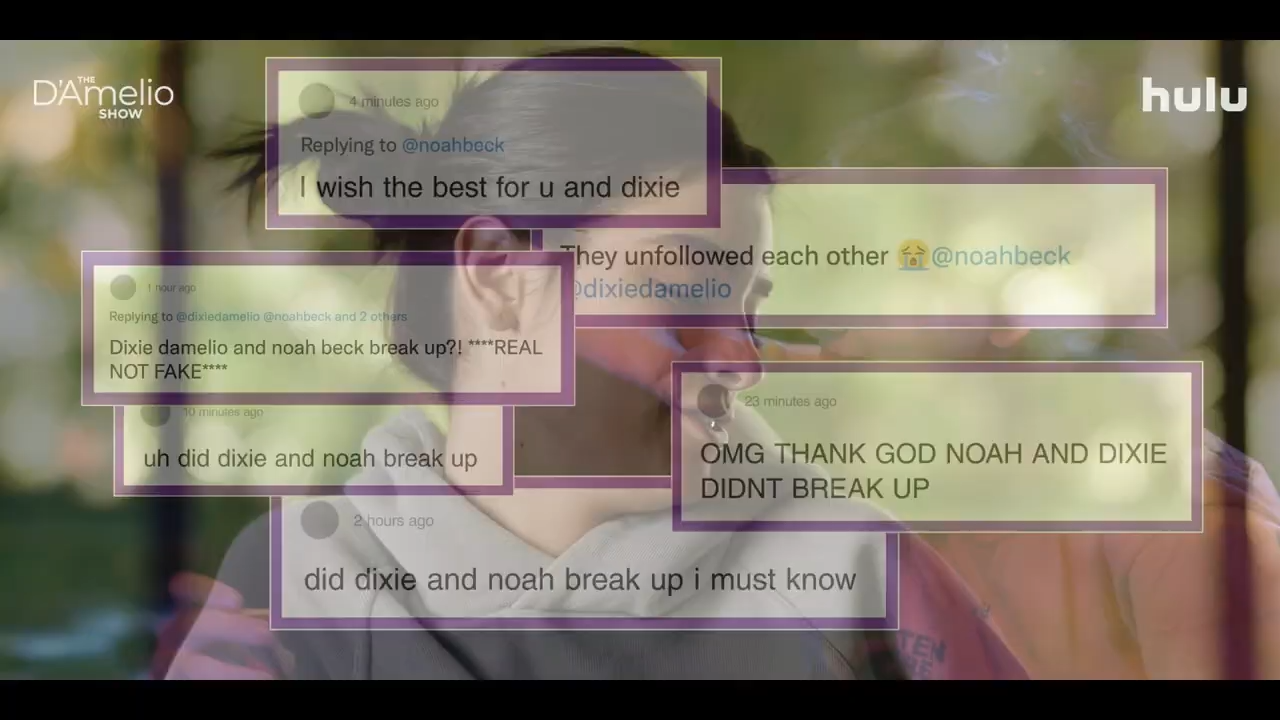 THE
D'Amelio
SHOW
hulu
4 minutes ago
Replying to @noahbeck
I wish the best for u and dixie
They unfollowed each other 😭@noahbeck
@dixiedamelio
1 hour ago
Replying to @dixiedamelio @noahbeck and 2 others
Dixie damelio and noah beck break up?! ****REAL
NOT FAKE****
10 minutes ago
uh did dixie and noah break up
23 minutes ago
OMG THANK GOD NOAH AND DIXIE
DIDNT BREAK UP
2 hours ago
did dixie and noah break up i must know